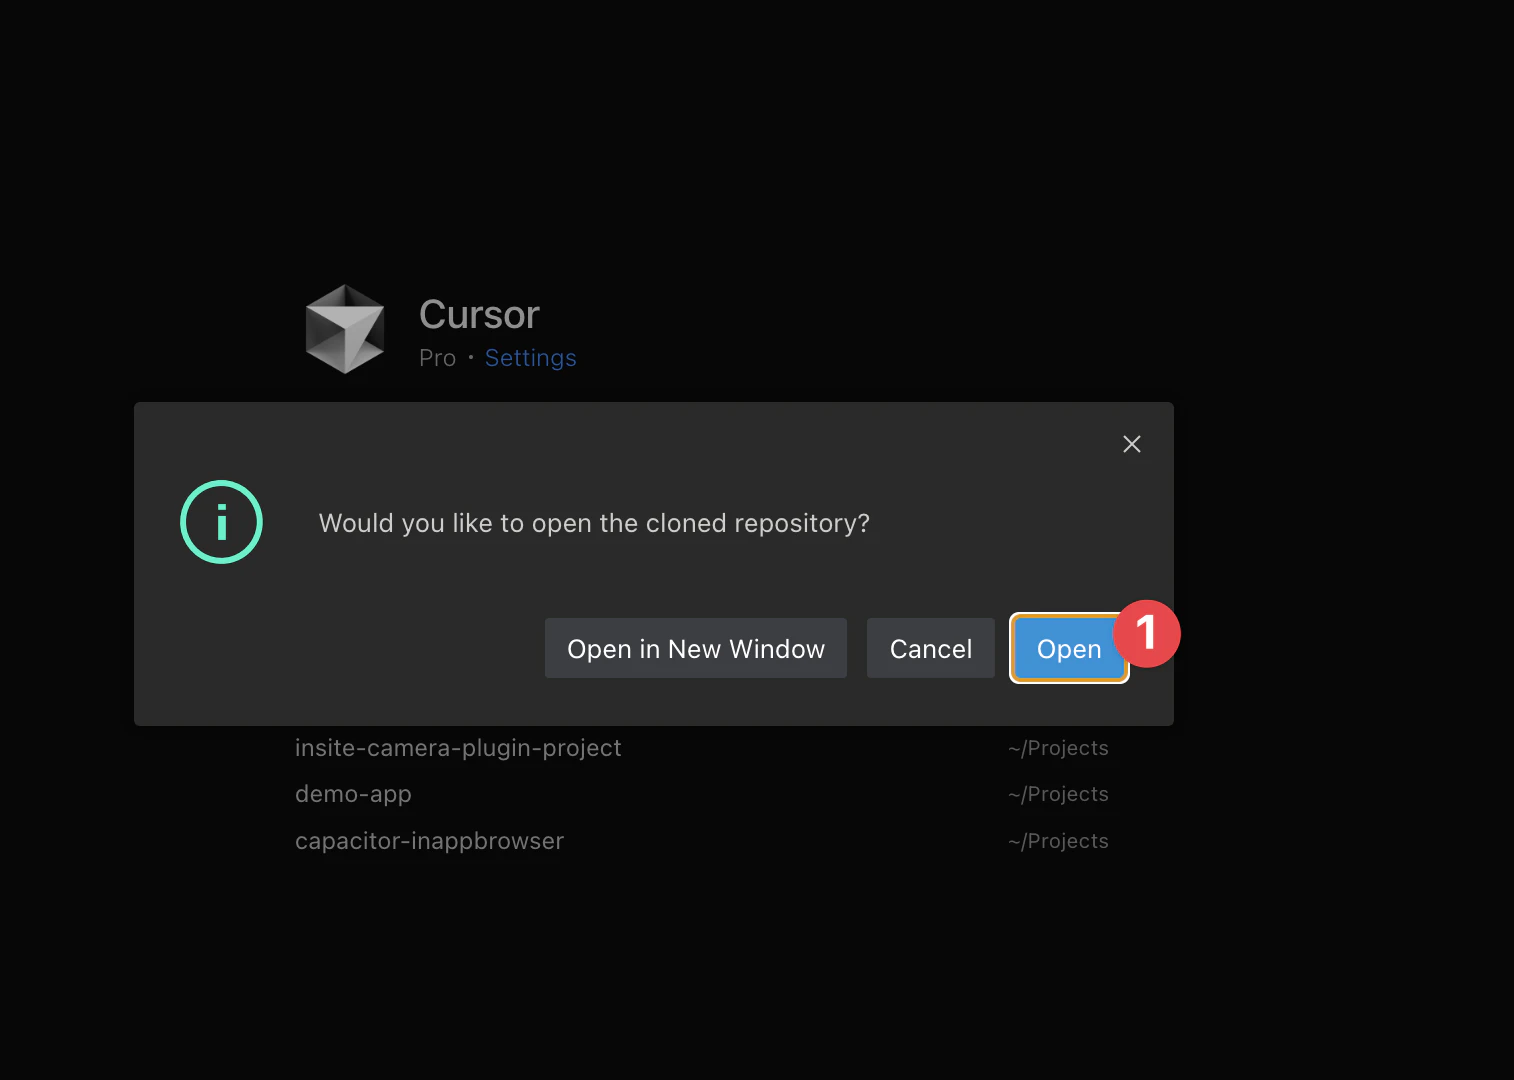 Cursor
Pro • Settings
Would you like to open the cloned repository?
Open in New Window Cancel Open 1
insite-camera-plugin-project ~/Projects
demo-app ~/Projects
capacitor-inappbrowser ~/Projects